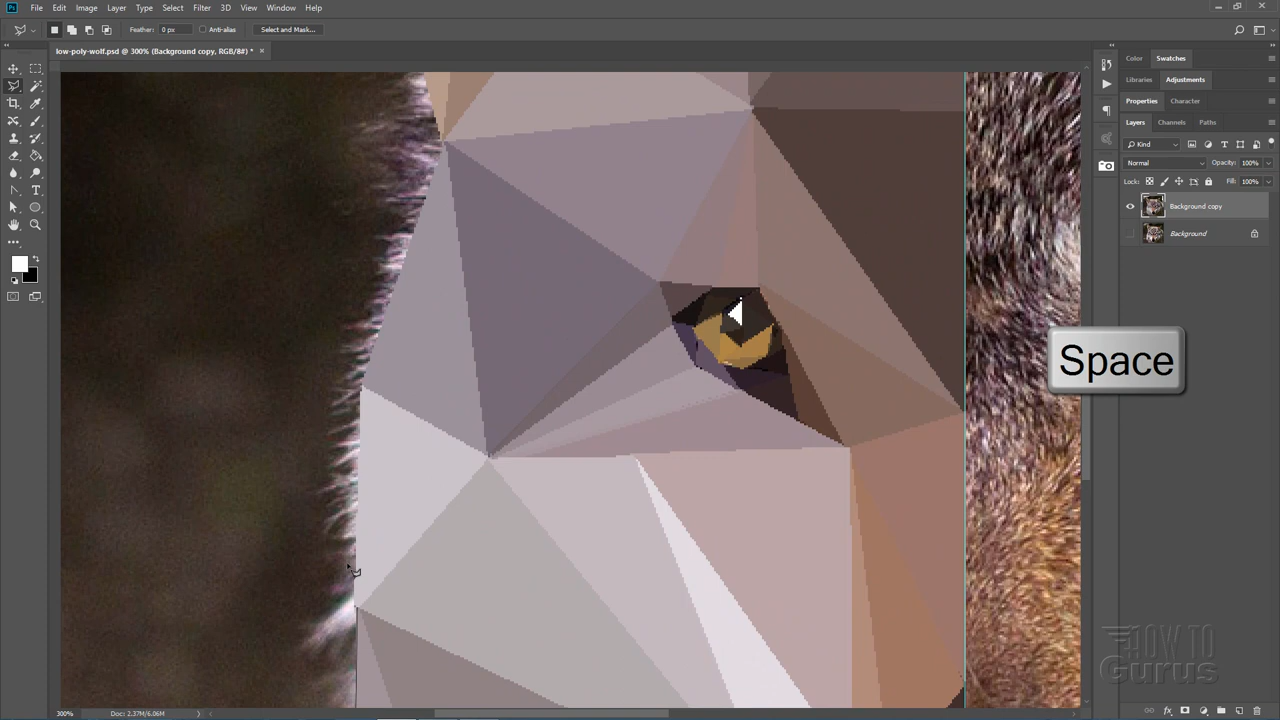 Ps File Edit Image Layer Type Select Filter 3D View Window Help
Feather: 0 px Anti-alias Select and Mask...
low-poly-wolf.psd @ 300% (Background copy, RGB/8#) * ×
Color Swatches
Libraries Adjustments
Properties Character
Layers Channels Paths
Kind
Normal Opacity: 100%
Lock: Fill: 100%
Background copy
Background
Space
HOW TO
Gurus
300% Doc: 2.37M/6.06M